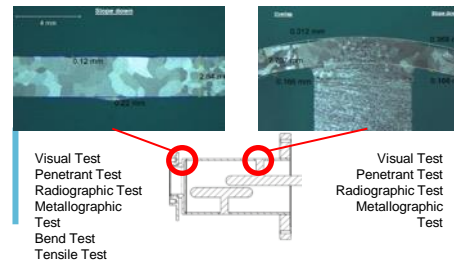 Slope down
4 mm
0.12 mm
2.04 m
0.22 mm
Overlap
0.212 mm
0.166 mm
Visual Test
Penetrant Test
Radiographic Test
Metallographic
Test
Bend Test
Tensile Test
Visual Test
Penetrant Test
Radiographic Test
Metallographic
Test